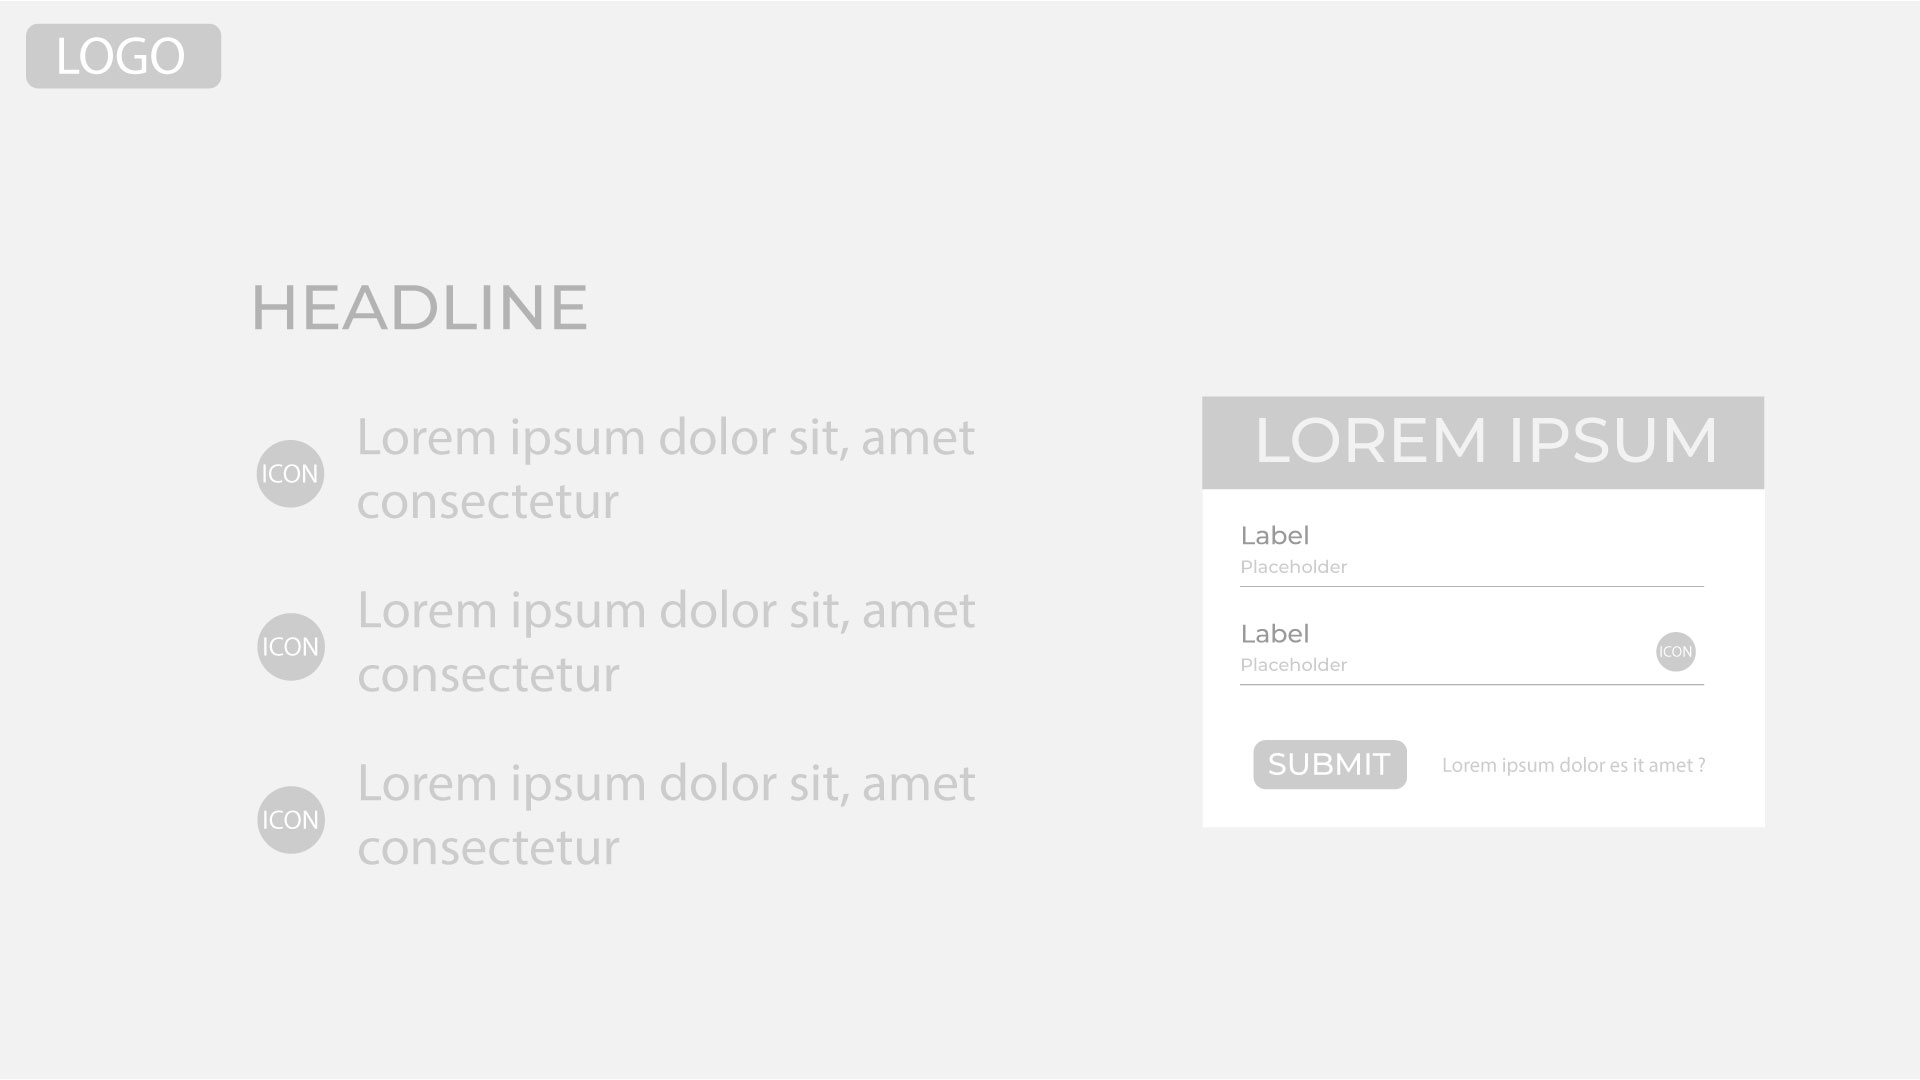 LOGO
HEADLINE
ICON
Lorem ipsum dolor sit, amet
consectetur
ICON
Lorem ipsum dolor sit, amet
consectetur
ICON
Lorem ipsum dolor sit, amet
consectetur
LOREM IPSUM
Label
Placeholder
Label
Placeholder
ICON
SUBMIT
Lorem ipsum dolor es it amet ?